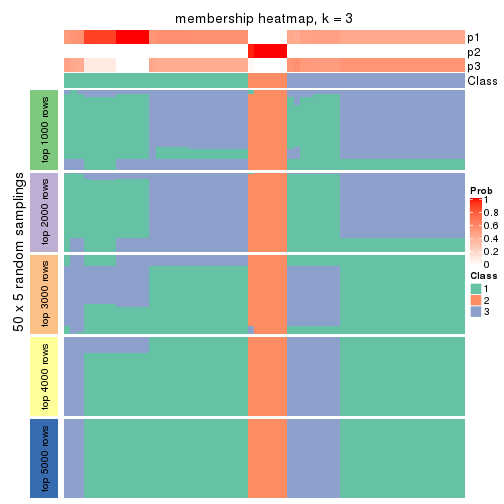 membership heatmap, k = 3
p1
p2
p3
Class
50 x 5 random samplings
top 1000 rows
top 2000 rows
top 3000 rows
top 4000 rows
top 5000 rows
Prob
1
0.8
0.6
0.4
0.2
0
Class
1
2
3